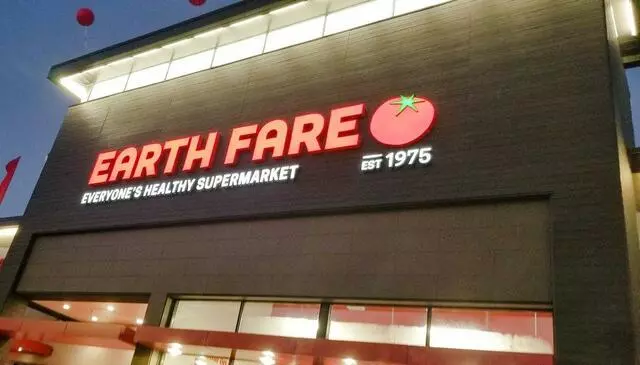 EARTH FARE
EVERYONE'S HEALTHY SUPERMARKET
EST 1975